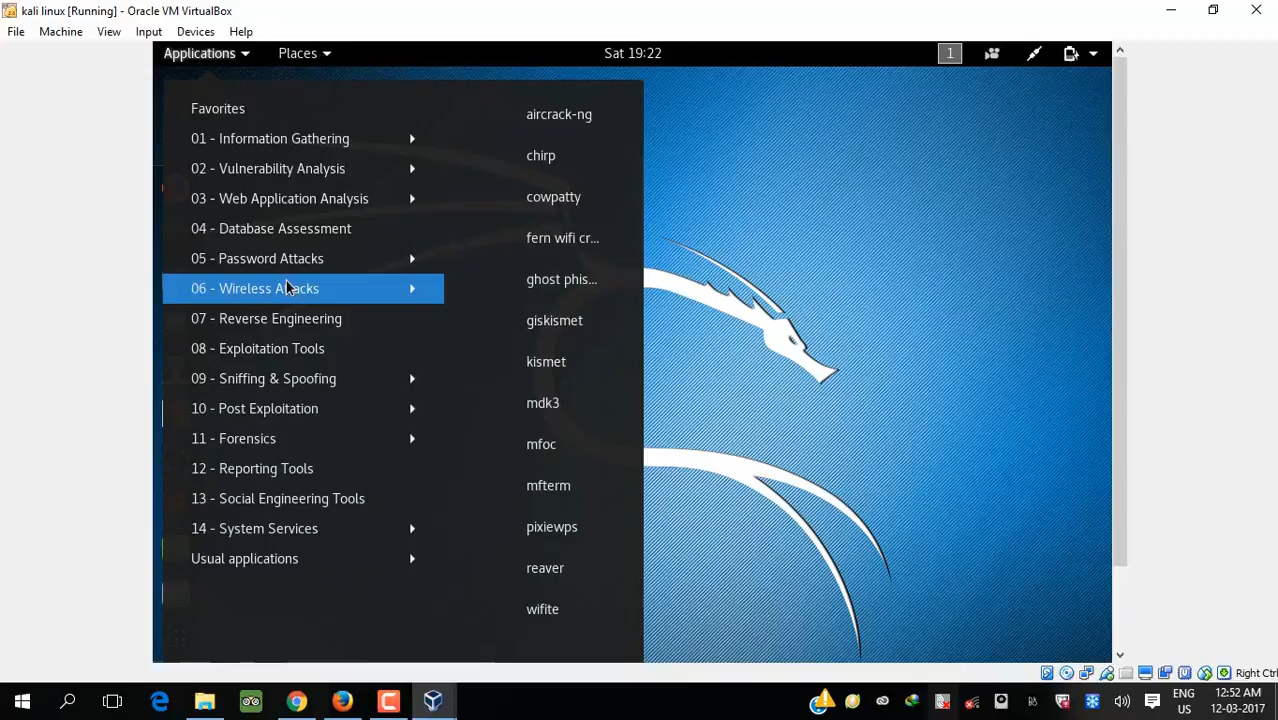 kali linux [Running] - Oracle VM VirtualBox
File Machine View Input Devices Help
Applications Places Sat 19:22 1
Favorites
01 - Information Gathering
02 - Vulnerability Analysis
03 - Web Application Analysis
04 - Database Assessment
05 - Password Attacks
06 - Wireless Attacks
07 - Reverse Engineering
08 - Exploitation Tools
09 - Sniffing & Spoofing
10 - Post Exploitation
11 - Forensics
12 - Reporting Tools
13 - Social Engineering Tools
14 - System Services
Usual applications
aircrack-ng
chirp
cowpatty
fern wifi cr...
ghost phis...
giskismet
kismet
mdk3
mfoc
mfterm
pixiewps
reaver
wifite
Right Ctrl
ENG
US
12:52 AM
12-03-2017